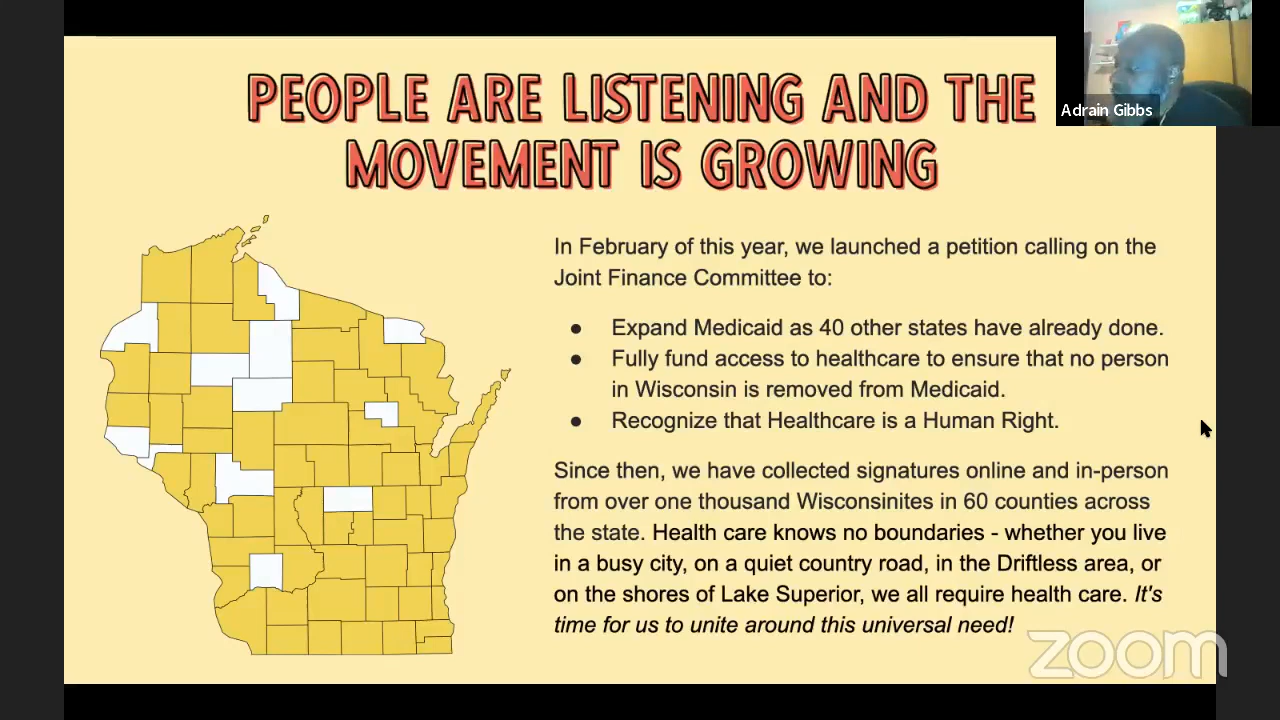 PEOPLE ARE LISTENING AND THE
MOVEMENT IS GROWING
Adrain Gibbs
In February of this year, we launched a petition calling on the
Joint Finance Committee to:
● Expand Medicaid as 40 other states have already done.
● Fully fund access to healthcare to ensure that no person
in Wisconsin is removed from Medicaid.
● Recognize that Healthcare is a Human Right.
Since then, we have collected signatures online and in-person
from over one thousand Wisconsinites in 60 counties across
the state. Health care knows no boundaries - whether you live
in a busy city, on a quiet country road, in the Driftless area, or
on the shores of Lake Superior, we all require health care. It's
time for us to unite around this universal need!
zoom